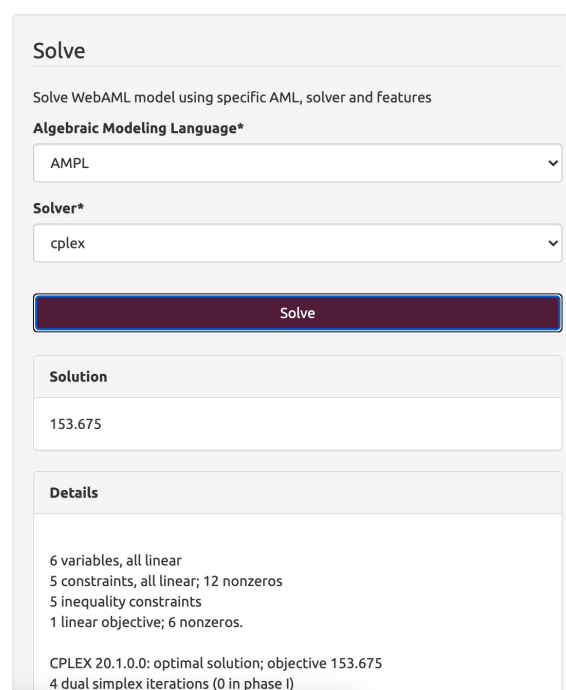 Solve
Solve WebAML model using specific AML, solver and features
Algebraic Modeling Language*
AMPL
Solver*
cplex
Solve
Solution
153.675
Details
6 variables, all linear
5 constraints, all linear; 12 nonzeros
5 inequality constraints
1 linear objective; 6 nonzeros.
CPLEX 20.1.0.0: optimal solution; objective 153.675
4 dual simplex iterations (0 in phase I)